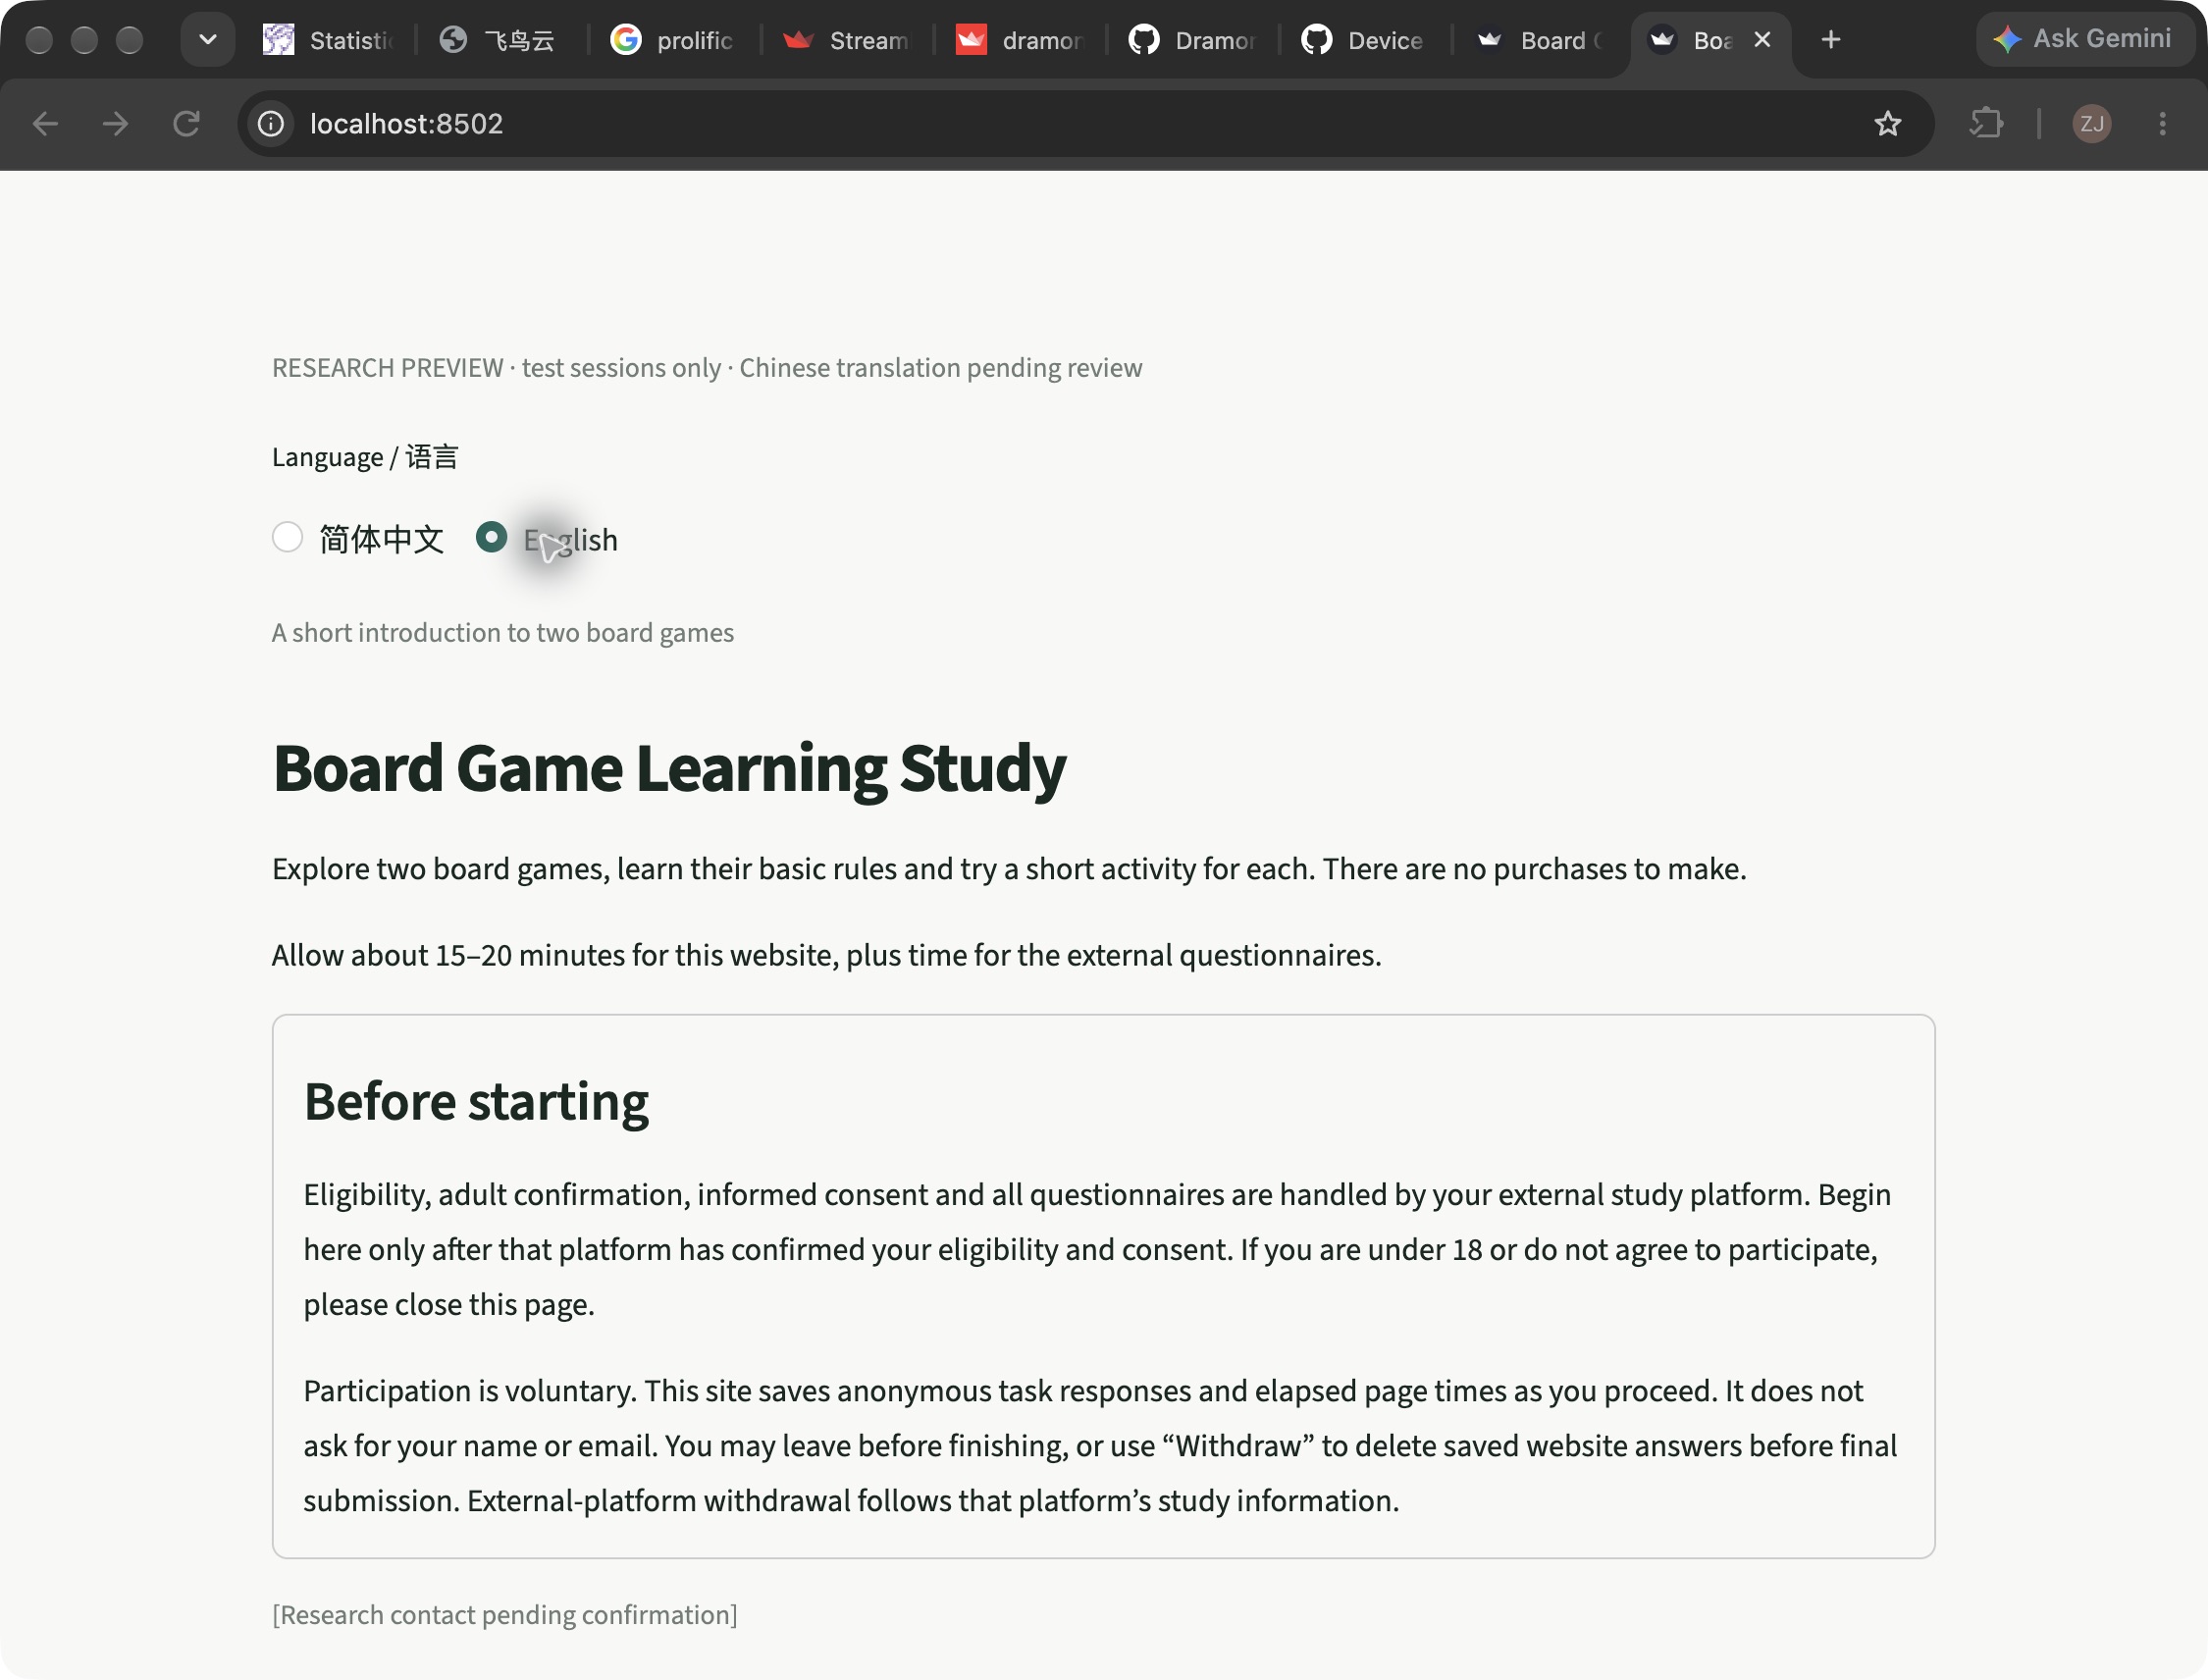 Statistic
飞鸟云
prolific
Stream
dramon
Dramon
Device
Board
Boa
Ask Gemini
localhost:8502
ZJ
RESEARCH PREVIEW · test sessions only · Chinese translation pending review
Language / 语言
简体中文 English
A short introduction to two board games
Board Game Learning Study
Explore two board games, learn their basic rules and try a short activity for each. There are no purchases to make.
Allow about 15–20 minutes for this website, plus time for the external questionnaires.
Before starting
Eligibility, adult confirmation, informed consent and all questionnaires are handled by your external study platform. Begin
here only after that platform has confirmed your eligibility and consent. If you are under 18 or do not agree to participate,
please close this page.
Participation is voluntary. This site saves anonymous task responses and elapsed page times as you proceed. It does not
ask for your name or email. You may leave before finishing, or use “Withdraw” to delete saved website answers before final
submission. External-platform withdrawal follows that platform’s study information.
[Research contact pending confirmation]